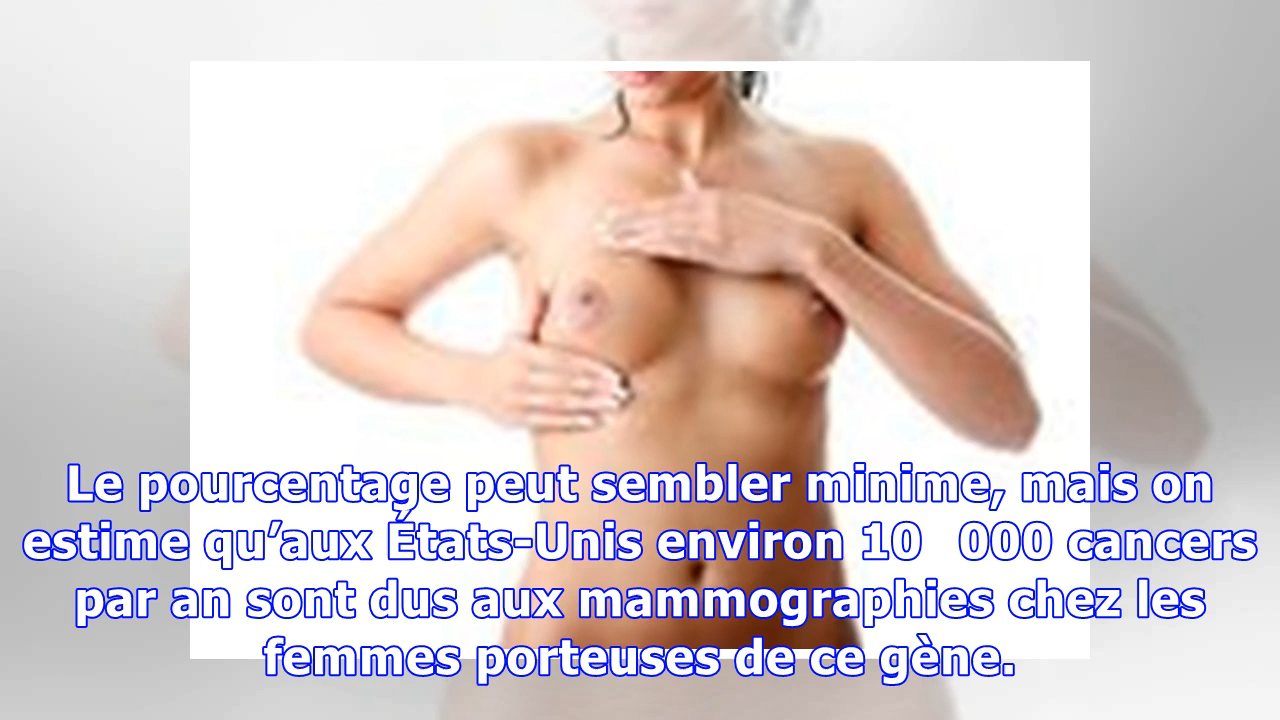 Le pourcentage peut sembler minime, mais on
estime qu’aux États-Unis environ 10 000 cancers
par an sont dus aux mammographies chez les
femmes porteuses de ce gène.